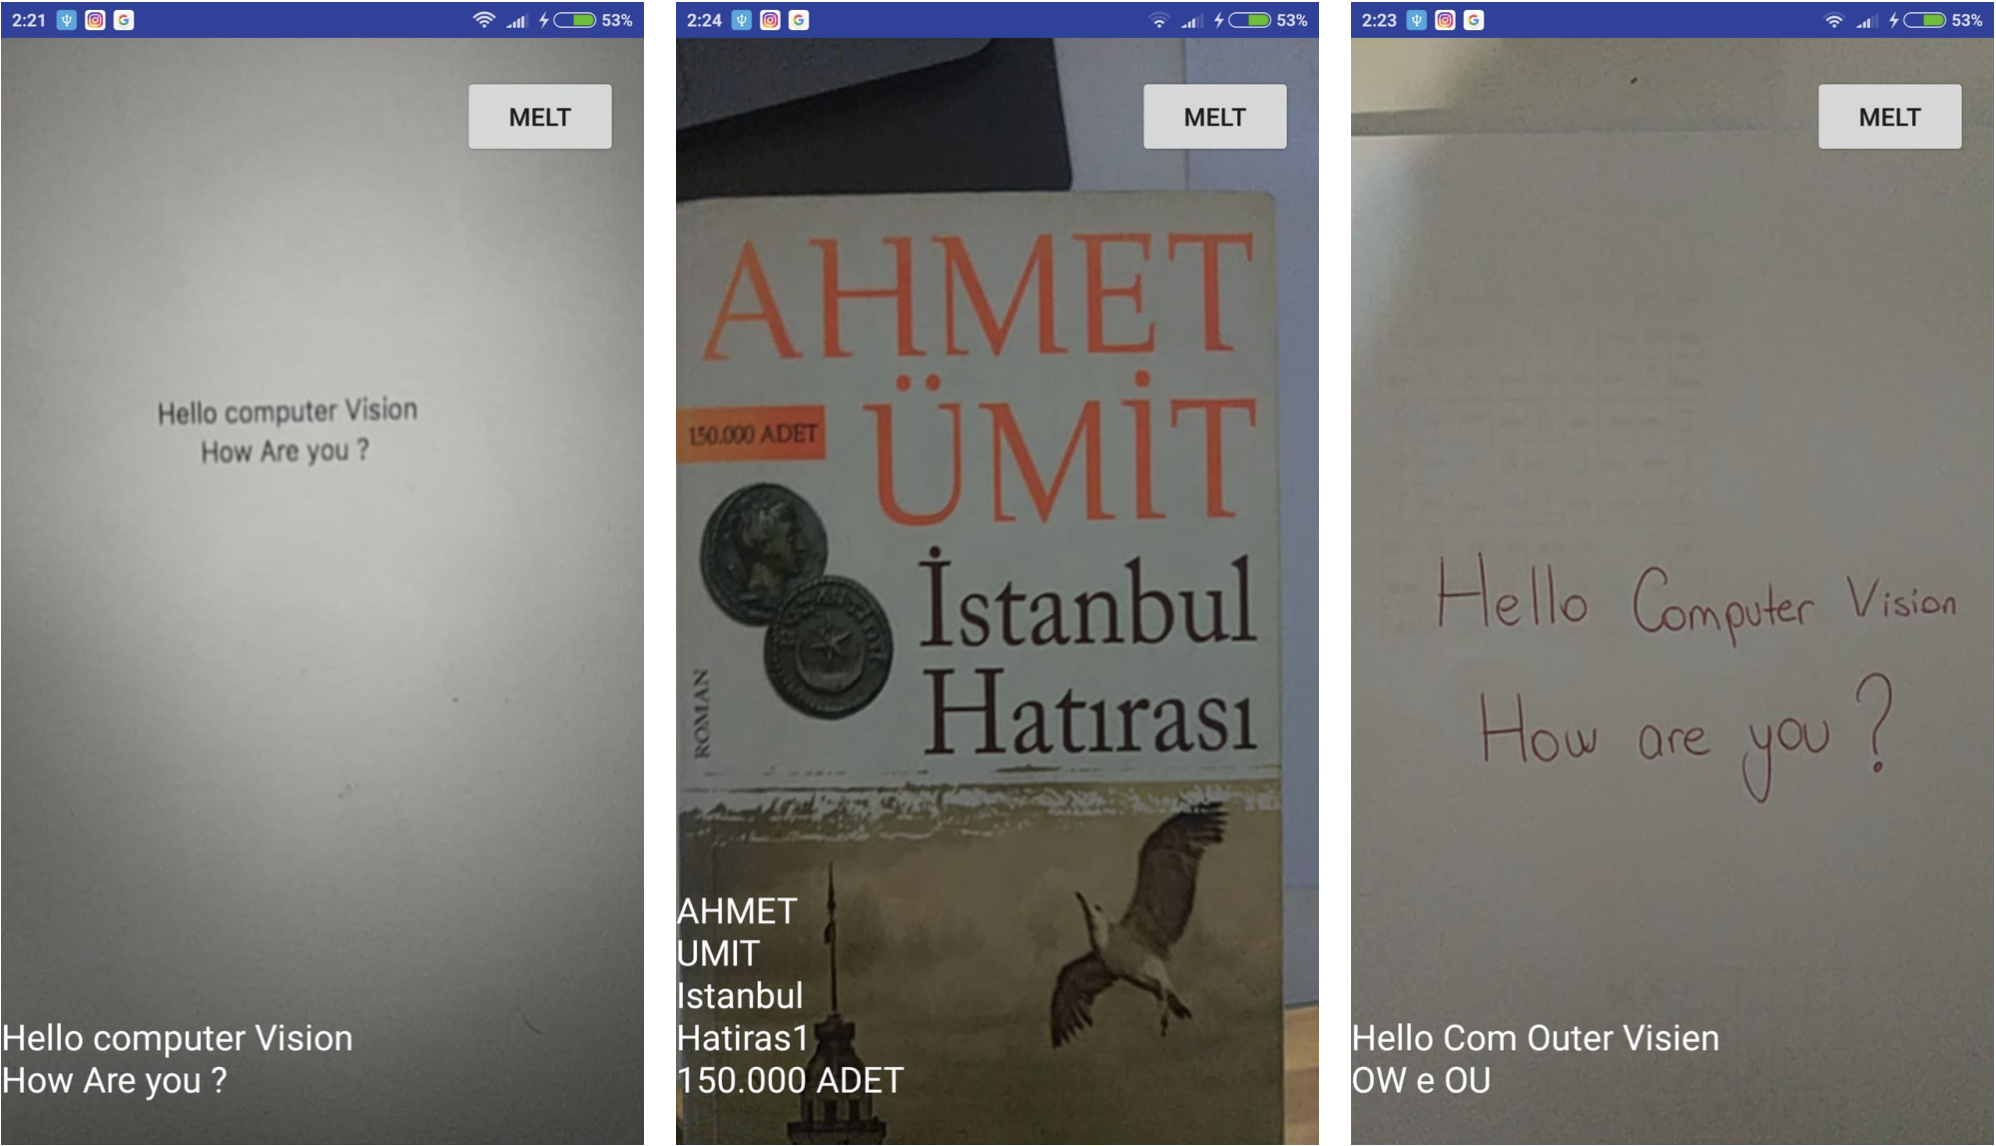 2:21 53%
MELT
Hello computer Vision
How Are you ?
Hello computer Vision
How Are you ?
2:24 53%
MELT
AHMET
ÜMİT
150.000 ADET
İstanbul
Hatırası
ROMAN
AHMET
UMIT
Istanbul
Hatiras1
150.000 ADET
2:23 53%
MELT
Hello Computer Vision
How are you ?
Hello Com Outer Visien
OW e OU